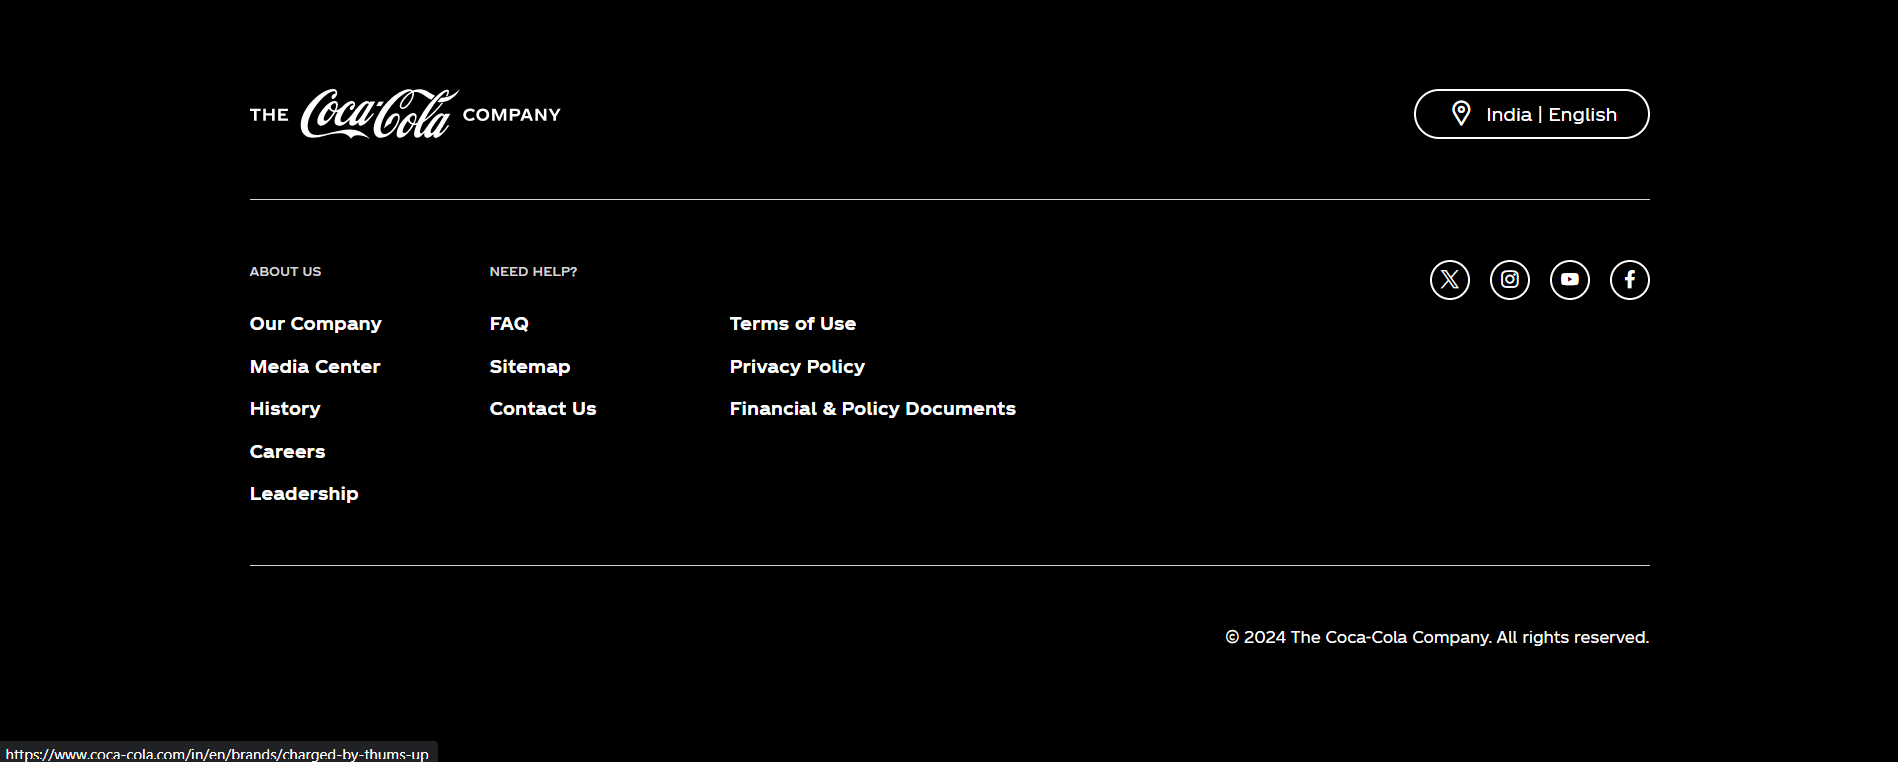 THE Coca-Cola COMPANY
India | English
ABOUT US
Our Company
Media Center
History
Careers
Leadership
NEED HELP?
FAQ
Sitemap
Contact Us
Terms of Use
Privacy Policy
Financial & Policy Documents
© 2024 The Coca-Cola Company. All rights reserved.
https://www.coca-cola.com/in/en/brands/charged-by-thums-up